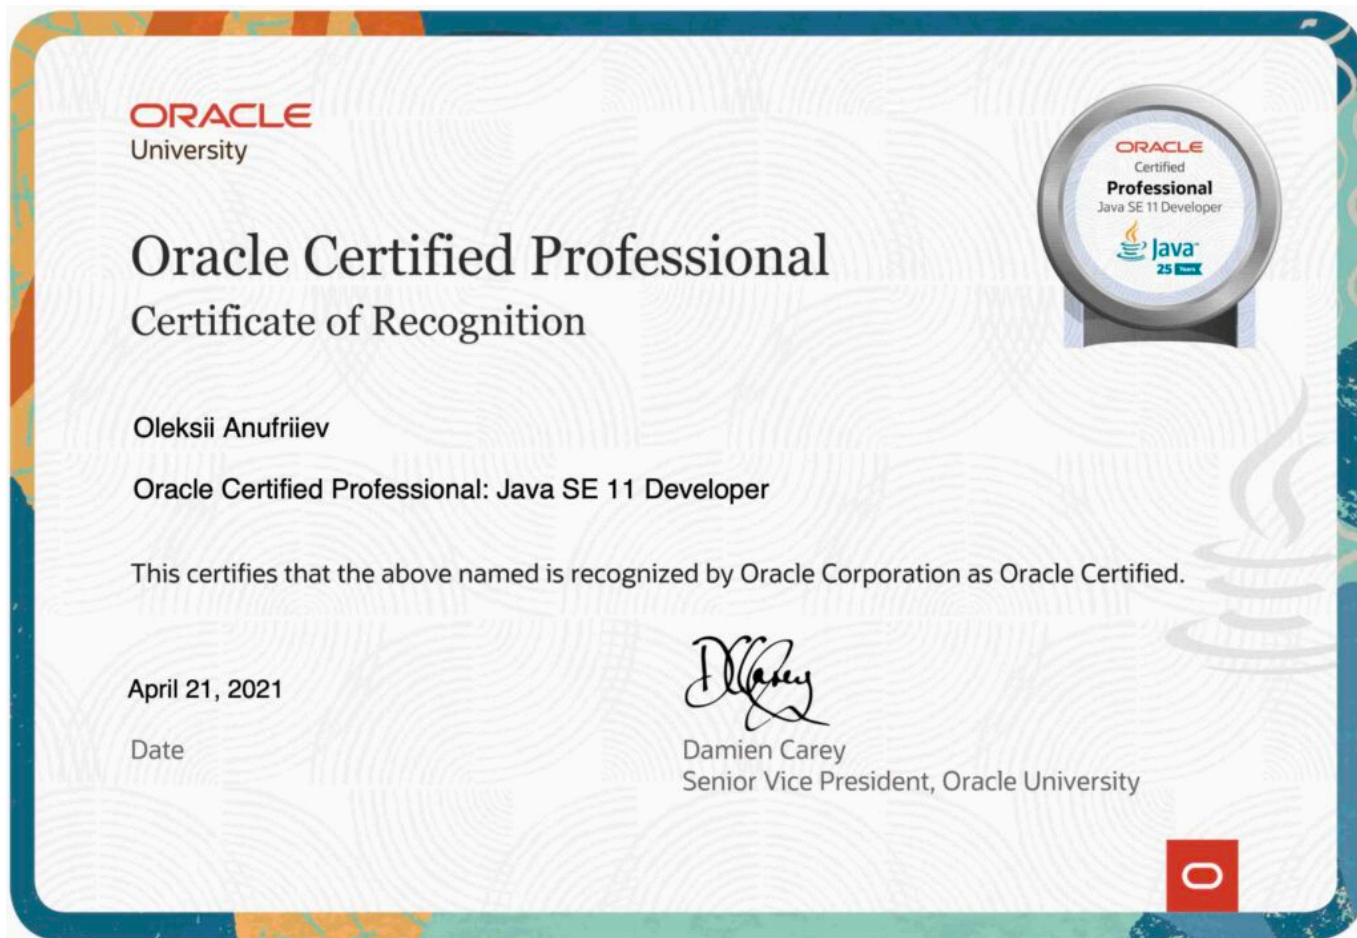 ORACLE
University
ORACLE
Certified
Professional
Java SE 11 Developer
Java
25 Years
Oracle Certified Professional
Certificate of Recognition
Oleksii Anufriiev
Oracle Certified Professional: Java SE 11 Developer
This certifies that the above named is recognized by Oracle Corporation as Oracle Certified.
DCCarey
April 21, 2021
Date
Damien Carey
Senior Vice President, Oracle University